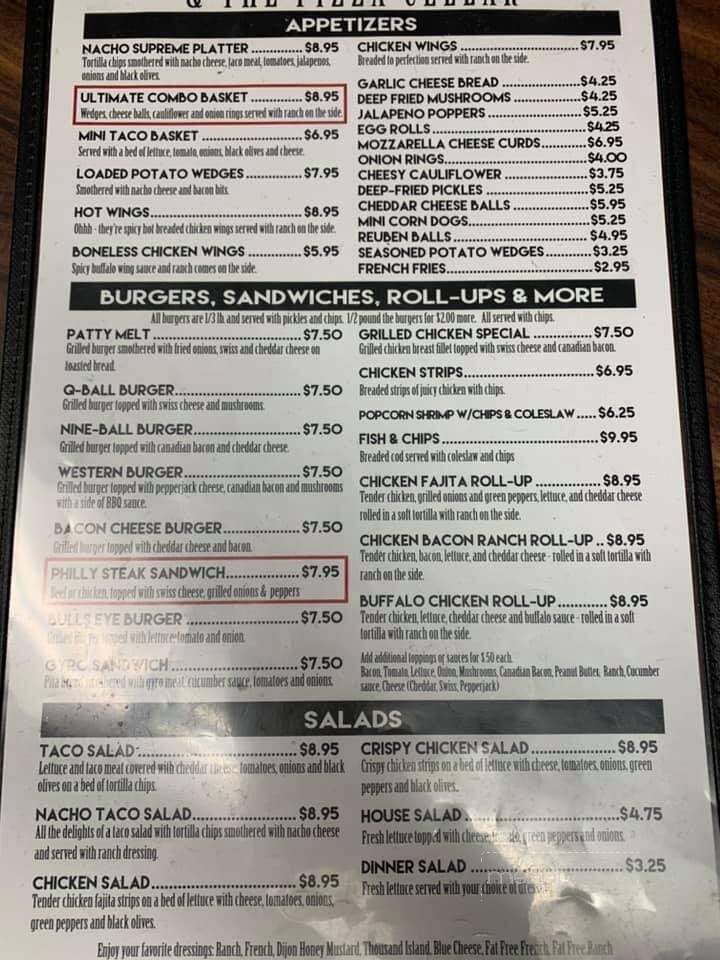 & THE PIZZA CELLAR
APPETIZERS
NACHO SUPREME PLATTER .............. $8.95
Tortilla chips smothered with nacho cheese, taco meat, tomatoes, jalapenos,
onions and black olives.
ULTIMATE COMBO BASKET ........... $8.95
Wedges, cheese balls, cauliflower and onion rings served with ranch on the side.
MINI TACO BASKET ..................... $6.95
Served with a bed of lettuce, tomato, onions, black olives and cheese.
LOADED POTATO WEDGES ............ $7.95
Smothered with nacho cheese and bacon bits.
HOT WINGS................................ $8.95
Ohhh - they're spicy hot breaded chicken wings served with ranch on the side.
BONELESS CHICKEN WINGS ........... $5.95
Spicy buffalo wing sauce and ranch comes on the side.
CHICKEN WINGS ........................ $7.95
Breaded to perfection served with ranch on the side.
GARLIC CHEESE BREAD ................ $4.25
DEEP FRIED MUSHROOMS ............. $4.25
JALAPENO POPPERS ................... $5.25
EGG ROLLS .............................. $4.25
MOZZARELLA CHEESE CURDS......... $6.95
ONION RINGS........................... $4.00
CHEESY CAULIFLOWER ................ $3.75
DEEP-FRIED PICKLES ................... $5.25
CHEDDAR CHEESE BALLS .............. $5.95
MINI CORN DOGS....................... $5.25
REUBEN BALLS .......................... $4.95
SEASONED POTATO WEDGES.......... $3.25
FRENCH FRIES........................... $2.95
BURGERS, SANDWICHES, ROLL-UPS & MORE
All burgers are 1/3 lb. and served with pickles and chips. 1/2 pound the burgers for $2.00 more. All served with chips.
PATTY MELT .............................. $7.50
Grilled burger smothered with fried onions, swiss and cheddar cheese on
toasted bread.
Q-BALL BURGER......................... $7.50
Grilled burger topped with swiss cheese and mushrooms.
NINE-BALL BURGER..................... $7.50
Grilled burger topped with canadian bacon and cheddar cheese.
WESTERN BURGER...................... $7.50
Grilled burger topped with pepperjack cheese, canadian bacon and mushrooms
with a side of BBQ sauce.
BACON CHEESE BURGER............... $7.50
Grilled burger topped with cheddar cheese and bacon.
PHILLY STEAK SANDWICH.............. $7.95
Beef or chicken, topped with swiss cheese, grilled onions & peppers
BULLS EYE BURGER ..................... $7.50
Grilled burger topped with lettuce tomato and onion.
GYRO SANDWICH ....................... $7.50
Pita bread smothered with gyro meat, cucumber sauce, tomatoes and onions.
GRILLED CHICKEN SPECIAL ........... $7.50
Grilled chicken breast fillet topped with swiss cheese and canadian bacon.
CHICKEN STRIPS........................ $6.95
Breaded strips of juicy chicken with chips.
POPCORN SHRIMP W/CHIPS & COLESLAW ..... $6.25
FISH & CHIPS ........................... $9.95
Breaded cod served with coleslaw and chips
CHICKEN FAJITA ROLL-UP ............. $8.95
Tender chicken, grilled onions and green peppers, lettuce, and cheddar cheese
rolled in a soft tortilla with ranch on the side.
CHICKEN BACON RANCH ROLL-UP .. $8.95
Tender chicken, bacon, lettuce, and cheddar cheese - rolled in a soft tortilla with
ranch on the side.
BUFFALO CHICKEN ROLL-UP........... $8.95
Tender chicken, lettuce, cheddar cheese and buffalo sauce - rolled in a soft
tortilla with ranch on the side.
Add additional toppings or sauces for $.50 each.
Bacon, Tomato, Lettuce, Onion, Mushrooms, Canadian Bacon, Peanut Butter, Ranch, Cucumber
sauce, Cheese (Cheddar, Swiss, Pepperjack)
SALADS
TACO SALAD............................. $8.95
Lettuce and taco meat covered with cheddar cheese, tomatoes, onions and black
olives on a bed of tortilla chips.
NACHO TACO SALAD................... $8.95
All the delights of a taco salad with tortilla chips smothered with nacho cheese
and served with ranch dressing.
CHICKEN SALAD........................ $8.95
Tender chicken fajita strips on a bed of lettuce with cheese, tomatoes, onions,
green peppers and black olives.
CRISPY CHICKEN SALAD .............. $8.95
Crispy chicken strips on a bed of lettuce with cheese, tomatoes, onions, green
peppers and black olives.
HOUSE SALAD .......................... $4.75
Fresh lettuce topped with cheese, tomato, green peppers and onions.
DINNER SALAD ......................... $3.25
Fresh lettuce served with your choice of
Enjoy your favorite dressings: Ranch, French, Dijon Honey Mustard, Thousand Island, Blue Cheese, Fat Free French, Fat Free Ranch